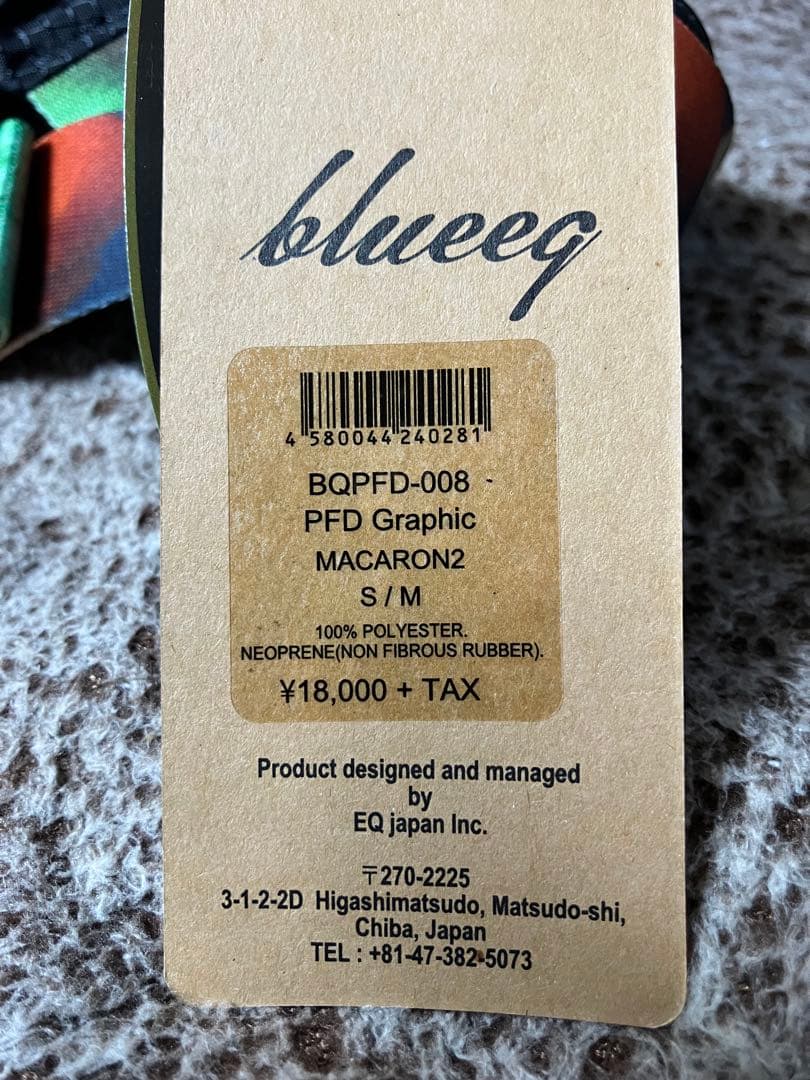 blueeq
4 580044 240281
BQPFD-008
PFD Graphic
MACARON2
S / M
100% POLYESTER.
NEOPRENE(NON FIBROUS RUBBER).
¥18,000 + TAX
Product designed and managed
by
EQ japan Inc.
〒270-2225
3-1-2-2D Higashimatsudo, Matsudo-shi,
Chiba, Japan
TEL : +81-47-382-5073